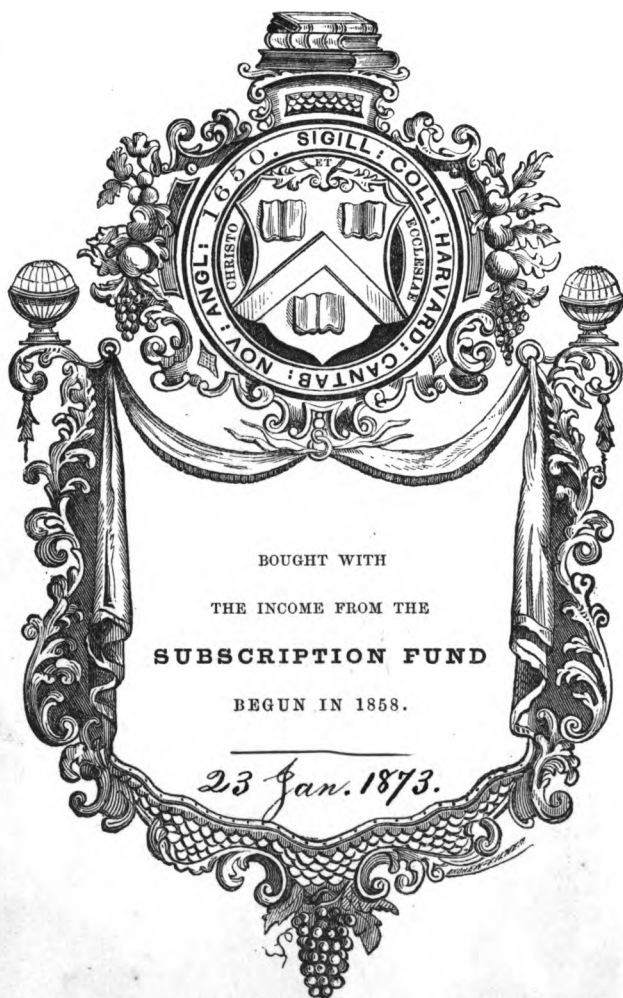 SIGILL: COLL: HARVARD: CANTAB: NOV: ANGL: 1650.
CHRISTO ET ECCLESIAE
BOUGHT WITH
THE INCOME FROM THE
SUBSCRIPTION FUND
BEGUN IN 1858.
23 Jan. 1873.